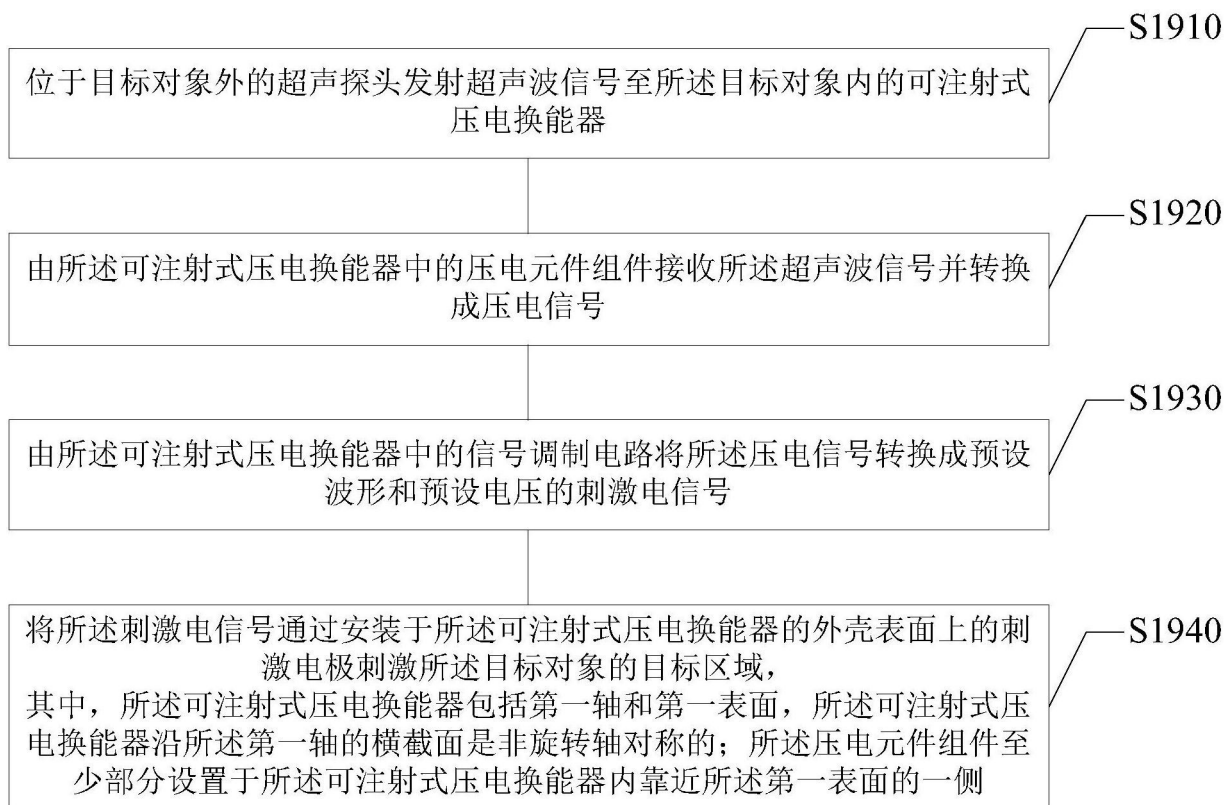 S1910
位于目标对象外的超声探头发射超声波信号至所述目标对象内的可注射式
压电换能器
S1920
由所述可注射式压电换能器中的压电元件组件接收所述超声波信号并转换
成压电信号
S1930
由所述可注射式压电换能器中的信号调制电路将所述压电信号转换成预设
波形和预设电压的刺激电信号
S1940
将所述刺激电信号通过安装于所述可注射式压电换能器的外壳表面上的刺
激电极刺激所述目标对象的目标区域，
其中，所述可注射式压电换能器包括第一轴和第一表面，所述可注射式压
电换能器沿所述第一轴的横截面是非旋转轴对称的；所述压电元件组件至
少部分设置于所述可注射式压电换能器内靠近所述第一表面的一侧